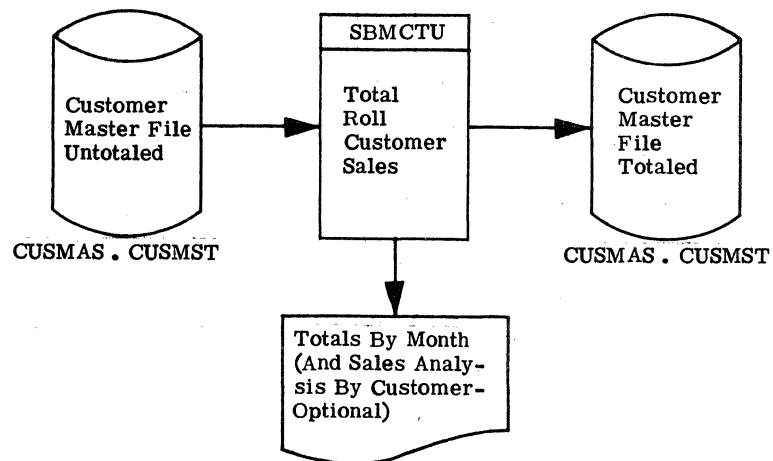 Customer
Master File
Untotaled
CUSMAS . CUSMST
SBMCTU
Total
Roll
Customer
Sales
Customer
Master
File
Totaled
CUSMAS . CUSMST
Totals By Month
(And Sales Analy-
sis By Customer-
Optional)